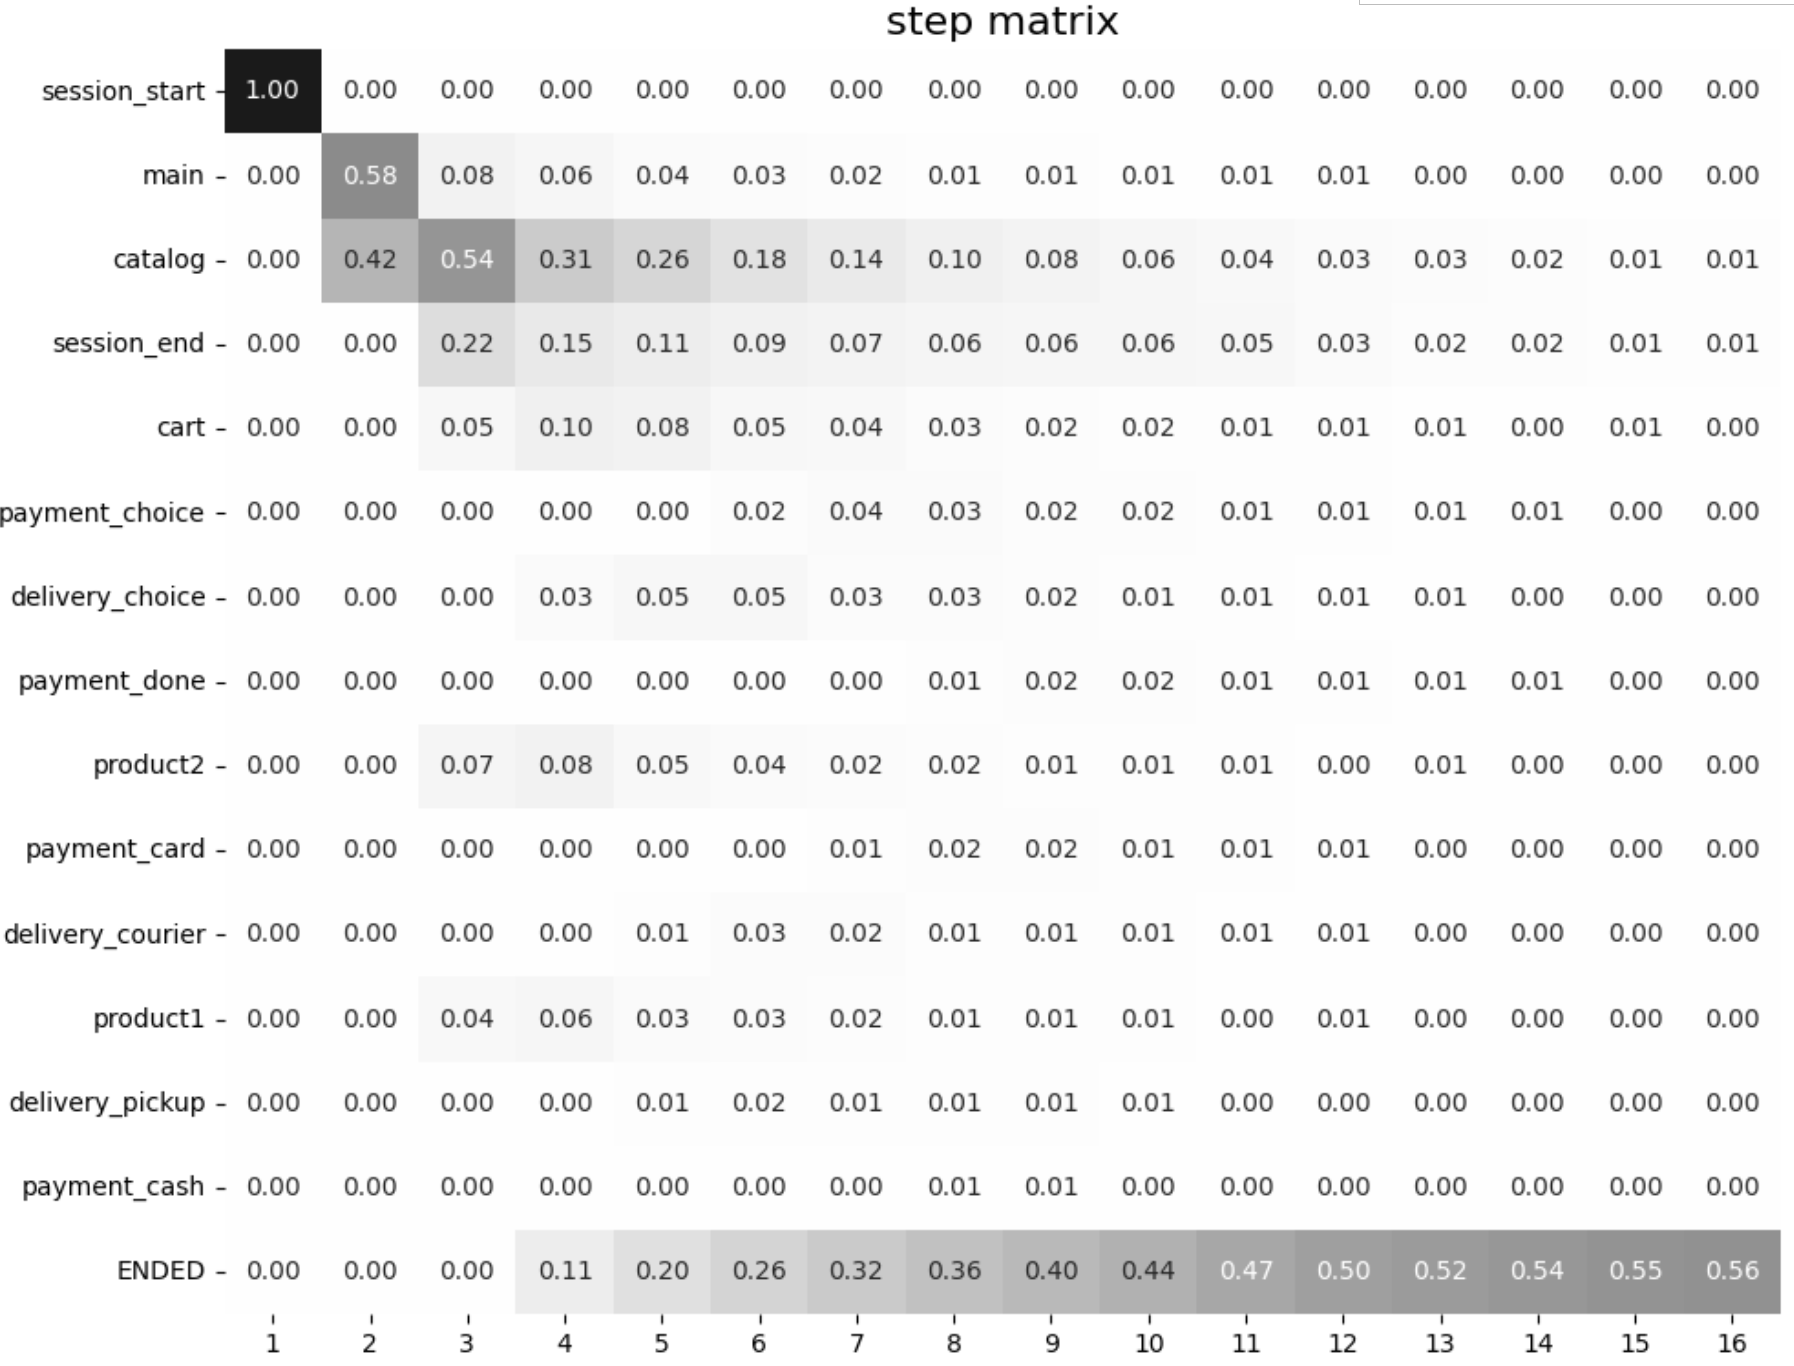 step matrix
session_start 1.00 0.00 0.00 0.00 0.00 0.00 0.00 0.00 0.00 0.00 0.00 0.00 0.00 0.00 0.00 0.00
main 0.00 0.58 0.08 0.06 0.04 0.03 0.02 0.01 0.01 0.01 0.01 0.01 0.00 0.00 0.00 0.00
catalog 0.00 0.42 0.54 0.31 0.26 0.18 0.14 0.10 0.08 0.06 0.04 0.03 0.03 0.02 0.01 0.01
session_end 0.00 0.00 0.22 0.15 0.11 0.09 0.07 0.06 0.06 0.06 0.05 0.03 0.02 0.02 0.01 0.01
cart 0.00 0.00 0.05 0.10 0.08 0.05 0.04 0.03 0.02 0.02 0.01 0.01 0.01 0.00 0.01 0.00
payment_choice 0.00 0.00 0.00 0.00 0.00 0.02 0.04 0.03 0.02 0.02 0.01 0.01 0.01 0.01 0.00 0.00
delivery_choice 0.00 0.00 0.00 0.03 0.05 0.05 0.03 0.03 0.02 0.01 0.01 0.01 0.01 0.00 0.00 0.00
payment_done 0.00 0.00 0.00 0.00 0.00 0.00 0.00 0.01 0.02 0.02 0.01 0.01 0.01 0.01 0.00 0.00
product2 0.00 0.00 0.07 0.08 0.05 0.04 0.02 0.02 0.01 0.01 0.01 0.00 0.01 0.00 0.00 0.00
payment_card 0.00 0.00 0.00 0.00 0.00 0.00 0.01 0.02 0.02 0.01 0.01 0.01 0.00 0.00 0.00 0.00
delivery_courier 0.00 0.00 0.00 0.00 0.01 0.03 0.02 0.01 0.01 0.01 0.01 0.01 0.00 0.00 0.00 0.00
product1 0.00 0.00 0.04 0.06 0.03 0.03 0.02 0.01 0.01 0.01 0.00 0.01 0.00 0.00 0.00 0.00
delivery_pickup 0.00 0.00 0.00 0.00 0.01 0.02 0.01 0.01 0.01 0.01 0.00 0.00 0.00 0.00 0.00 0.00
payment_cash 0.00 0.00 0.00 0.00 0.00 0.00 0.00 0.01 0.01 0.00 0.00 0.00 0.00 0.00 0.00 0.00
ENDED 0.00 0.00 0.00 0.11 0.20 0.26 0.32 0.36 0.40 0.44 0.47 0.50 0.52 0.54 0.55 0.56
1 2 3 4 5 6 7 8 9 10 11 12 13 14 15 16